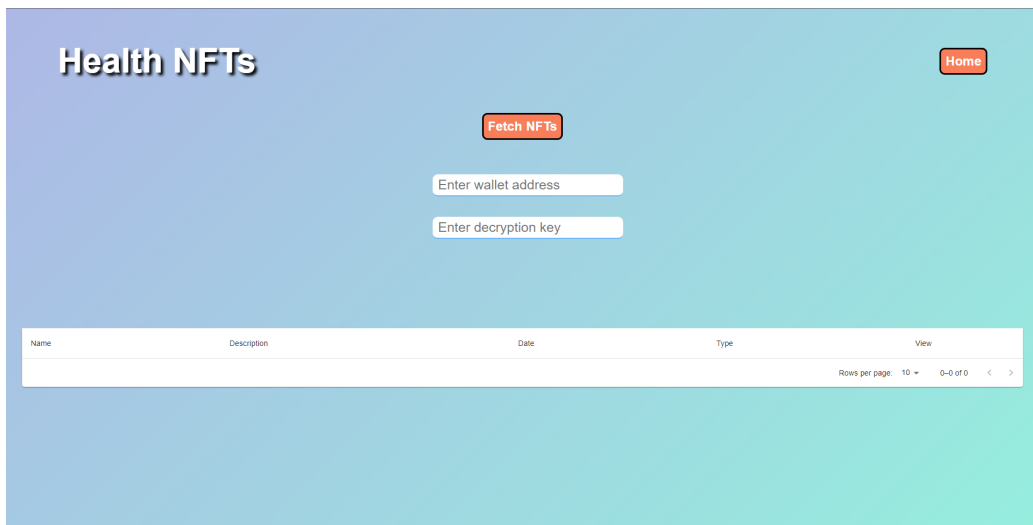 Health NFTs
Home
Fetch NFTs
Enter wallet address
Enter decryption key
Name Description Date Type View
Rows per page: 10 0–0 of 0